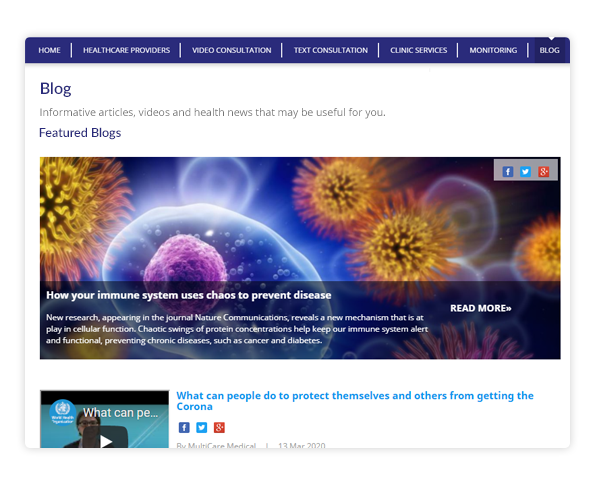 HOME HEALTHCARE PROVIDERS VIDEO CONSULTATION TEXT CONSULTATION CLINIC SERVICES MONITORING BLOG
Blog
Informative articles, videos and health news that may be useful for you.
Featured Blogs
How your immune system uses chaos to prevent disease
READ MORE»
New research, appearing in the journal Nature Communications, reveals a new mechanism that is at
play in cellular function. Chaotic swings of protein concentrations help keep our immune system alert
and functional, preventing chronic diseases, such as cancer and diabetes.
What can pe...
World Health
Organization
What can people do to protect themselves and others from getting the
Corona
By MultiCare Medical | 13 Mar 2020